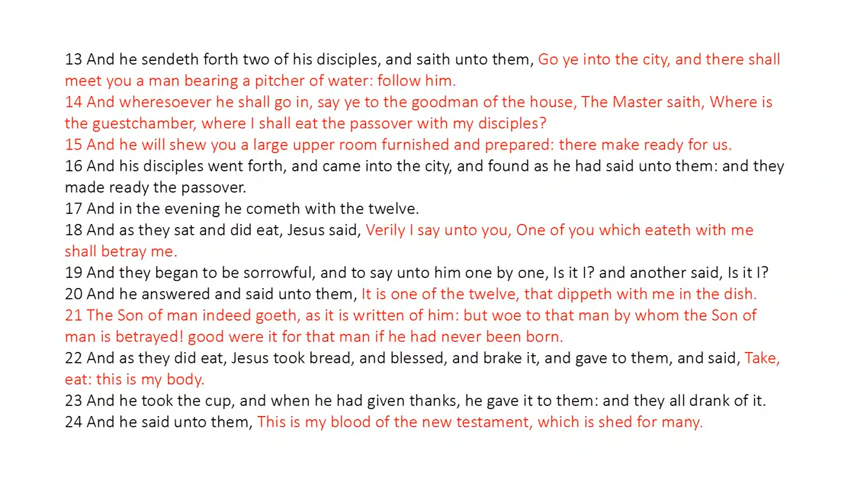 13 And he sendeth forth two of his disciples, and saith unto them, Go ye into the city, and there shall
meet you a man bearing a pitcher of water: follow him.
14 And wheresoever he shall go in, say ye to the goodman of the house, The Master saith, Where is
the guestchamber, where I shall eat the passover with my disciples?
15 And he will shew you a large upper room furnished and prepared: there make ready for us.
16 And his disciples went forth, and came into the city, and found as he had said unto them: and they
made ready the passover.
17 And in the evening he cometh with the twelve.
18 And as they sat and did eat, Jesus said, Verily I say unto you, One of you which eateth with me
shall betray me.
19 And they began to be sorrowful, and to say unto him one by one, Is it I? and another said, Is it I?
20 And he answered and said unto them, It is one of the twelve, that dippeth with me in the dish.
21 The Son of man indeed goeth, as it is written of him: but woe to that man by whom the Son of
man is betrayed! good were it for that man if he had never been born.
22 And as they did eat, Jesus took bread, and blessed, and brake it, and gave to them, and said, Take,
eat: this is my body.
23 And he took the cup, and when he had given thanks, he gave it to them: and they all drank of it.
24 And he said unto them, This is my blood of the new testament, which is shed for many.